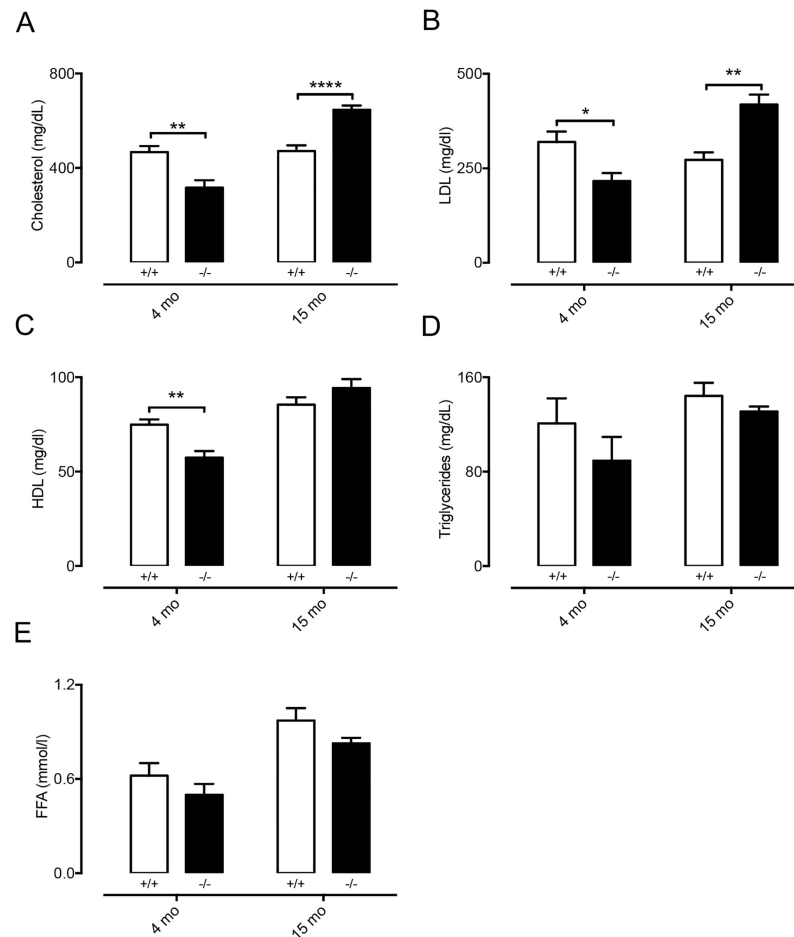 A
Cholesterol (mg/dL)
800
400
0
**
****
+/+ -/- +/+ -/-
4 mo 15 mo
B
LDL (mg/dl)
500
250
0
*
**
+/+ -/- +/+ -/-
4 mo 15 mo
C
HDL (mg/dl)
100
50
0
**
+/+ -/- +/+ -/-
4 mo 15 mo
D
Triglycerides (mg/dL)
160
80
0
+/+ -/- +/+ -/-
4 mo 15 mo
E
FFA (mmol/l)
1.2
0.6
0.0
+/+ -/- +/+ -/-
4 mo 15 mo